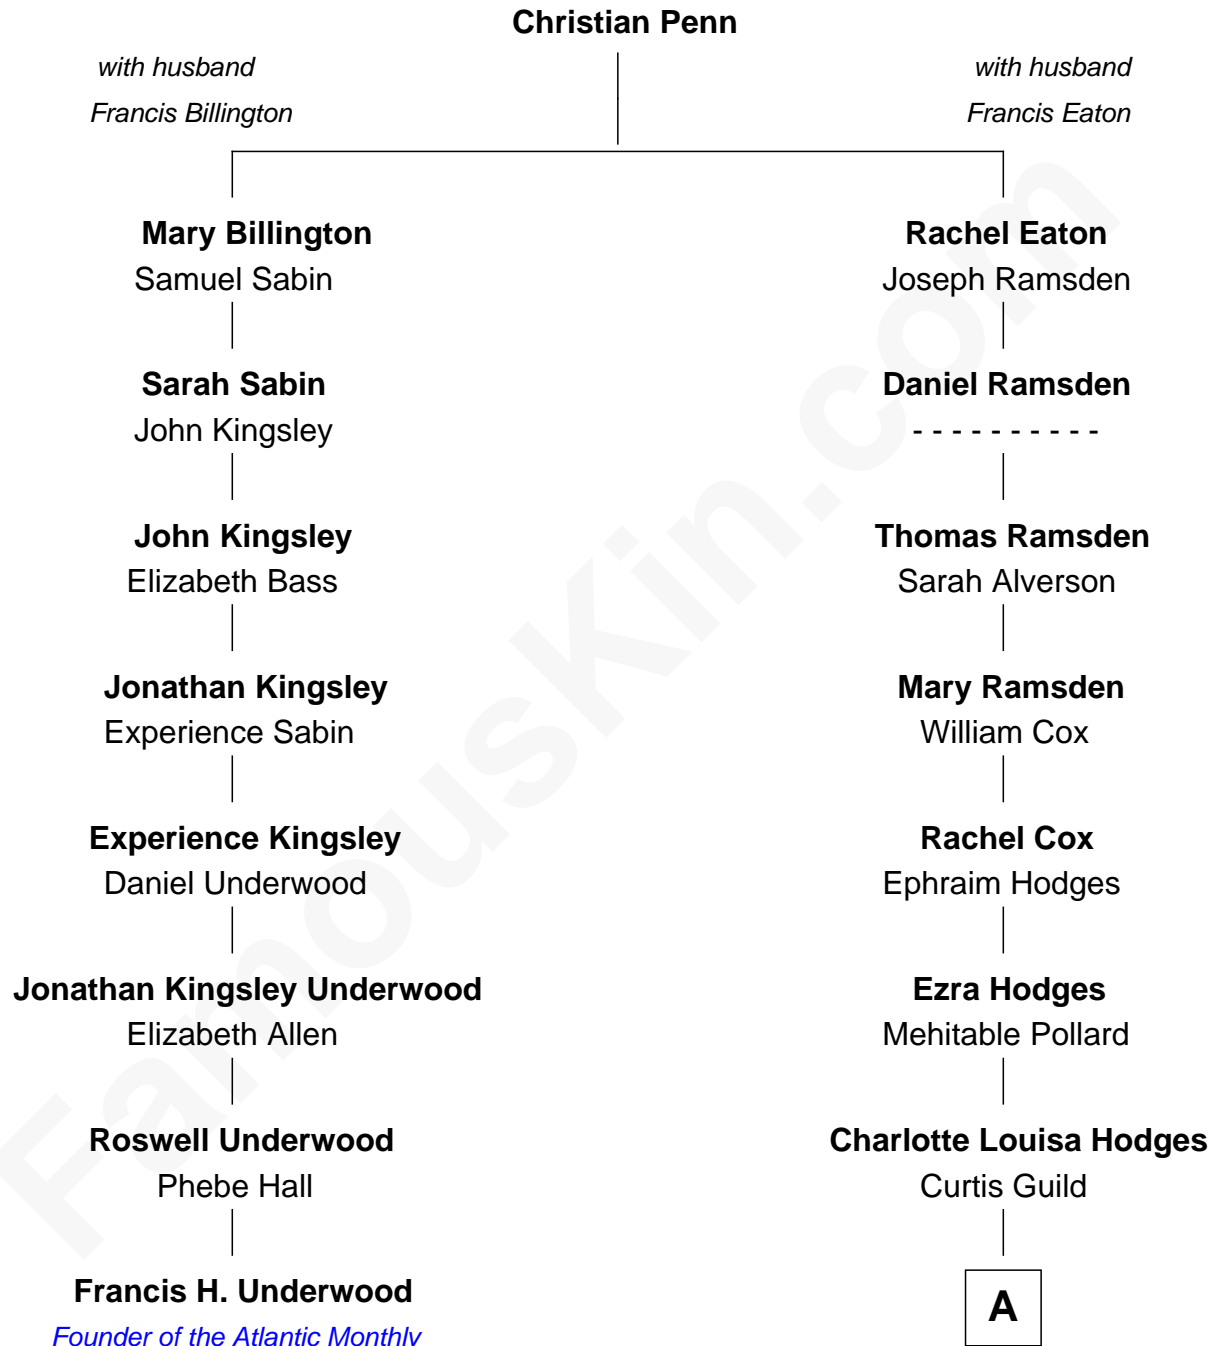 Christian Penn
with husband
Francis Billington
with husband
Francis Eaton
Mary Billington
Samuel Sabin
Rachel Eaton
Joseph Ramsden
Sarah Sabin
John Kingsley
Daniel Ramsden
- - - - - - - - - -
John Kingsley
Elizabeth Bass
Thomas Ramsden
Sarah Alverson
Jonathan Kingsley
Experience Sabin
Mary Ramsden
William Cox
Experience Kingsley
Daniel Underwood
Rachel Cox
Ephraim Hodges
Jonathan Kingsley Underwood
Elizabeth Allen
Ezra Hodges
Mehitable Pollard
Roswell Underwood
Phebe Hall
Charlotte Louisa Hodges
Curtis Guild
Francis H. Underwood
Founder of the Atlantic Monthly
A
FamousKin.com